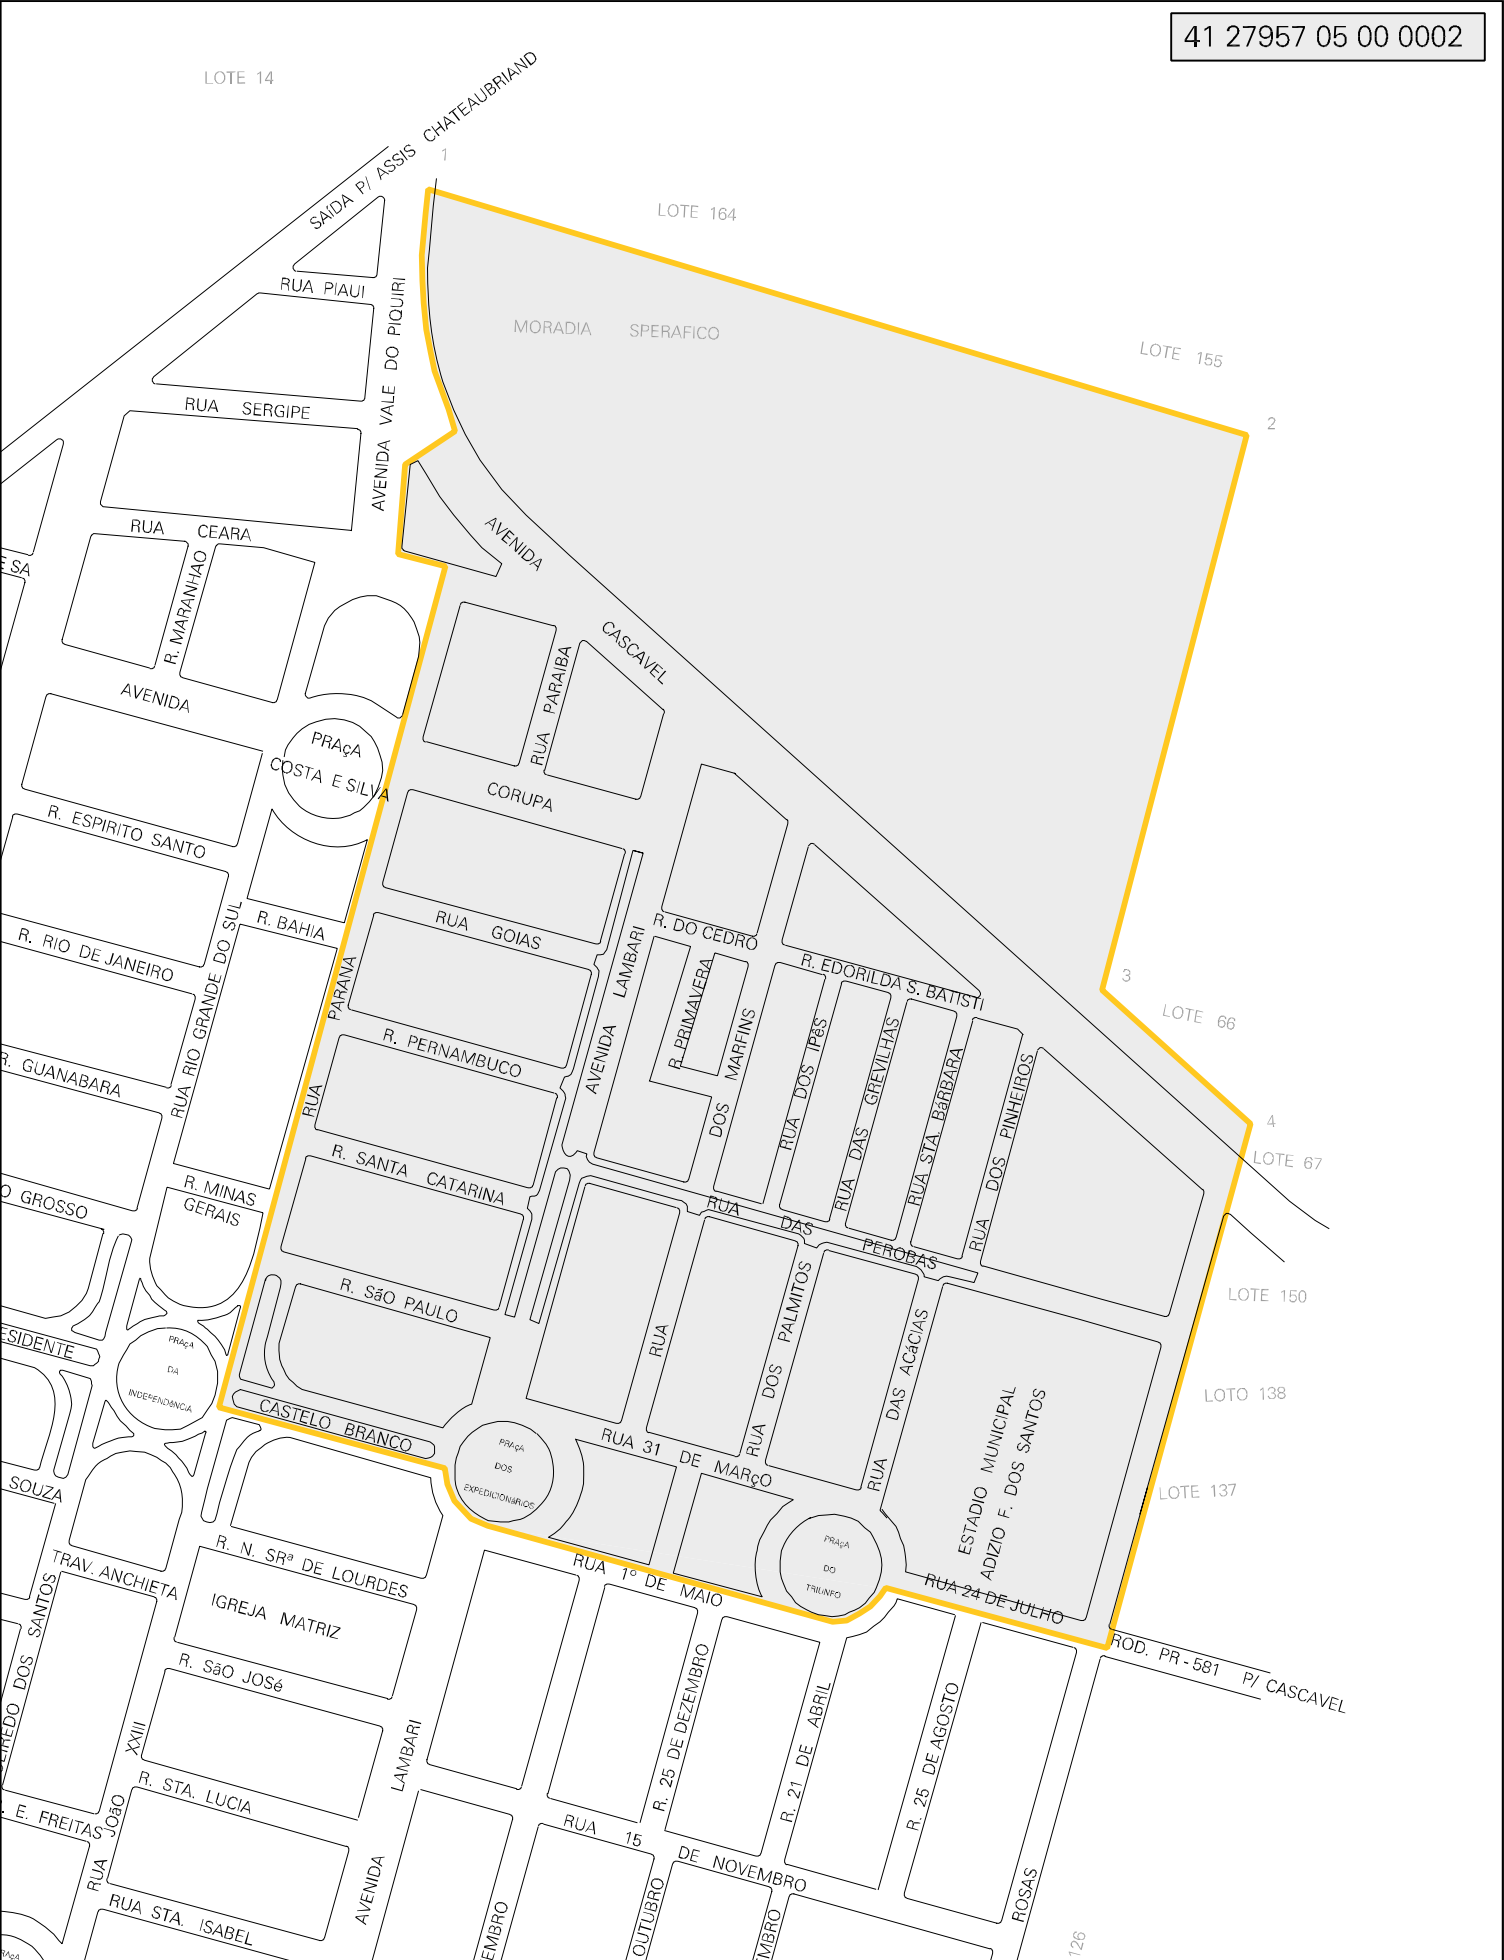 41 27957 05 00 0002
LOTE 14
SAíDA P/ ASSIS CHATEAUBRIAND
1
LOTE 164
RUA PIAUI
AVENIDA VALE DO PIQUIRI
MORADIA SPERAFICO
LOTE 155
RUA SERGIPE
2
RUA CEARA
E SA
R. MARANHAO
AVENIDA
CASCAVEL
RUA PARAIBA
AVENIDA
CORUPA
PRAçA
COSTA E SILVA
R. ESPIRITO SANTO
R. BAHIA
RUA GOIAS
R. DO CEDRO
R. RIO DE JANEIRO
RUA RIO GRANDE DO SUL
RUA PARANA
AVENIDA LAMBARI
R. PRIMAVERA
DOS MARFINS
R. EDORILDA S. BATISTI
3
LOTE 66
R. GUANABARA
R. PERNAMBUCO
RUA DOS IPêS
RUA DAS GREVILHAS
RUA STA. BáRBARA
RUA DOS PINHEIROS
4
LOTE 67
R. SANTA CATARINA
R. MINAS
GERAIS
O GROSSO
RUA DAS PEROBAS
LOTE 150
R. SãO PAULO
ESIDENTE
PRAçA
DA
INDEPENDêNCIA
CASTELO BRANCO
RUA
RUA DOS PALMITOS
RUA DAS ACáCIAS
LOTO 138
ESTADIO MUNICIPAL
ADIZIO F. DOS SANTOS
RUA 31 DE MARçO
PRAçA
DOS
EXPEDICIONáRIOS
SOUZA
LOTE 137
PRAçA
DO
TRIUNFO
R. N. SRª DE LOURDES
TRAV. ANCHIETA
RUA 1º DE MAIO
RUA 24 DE JULHO
IGREJA MATRIZ
ROD. PR - 581 P/ CASCAVEL
R. SãO JOSé
EIREDO DOS SANTOS
RUA JOãO XXIII
R. STA. LUCIA
AVENIDA LAMBARI
R. 25 DE DEZEMBRO
R. 21 DE ABRIL
R. 25 DE AGOSTO
. E. FREITAS
RUA 15 DE NOVEMBRO
RUA STA. ISABEL
EMBRO
OUTUBRO
MBRO
ROSAS
126
RAçA